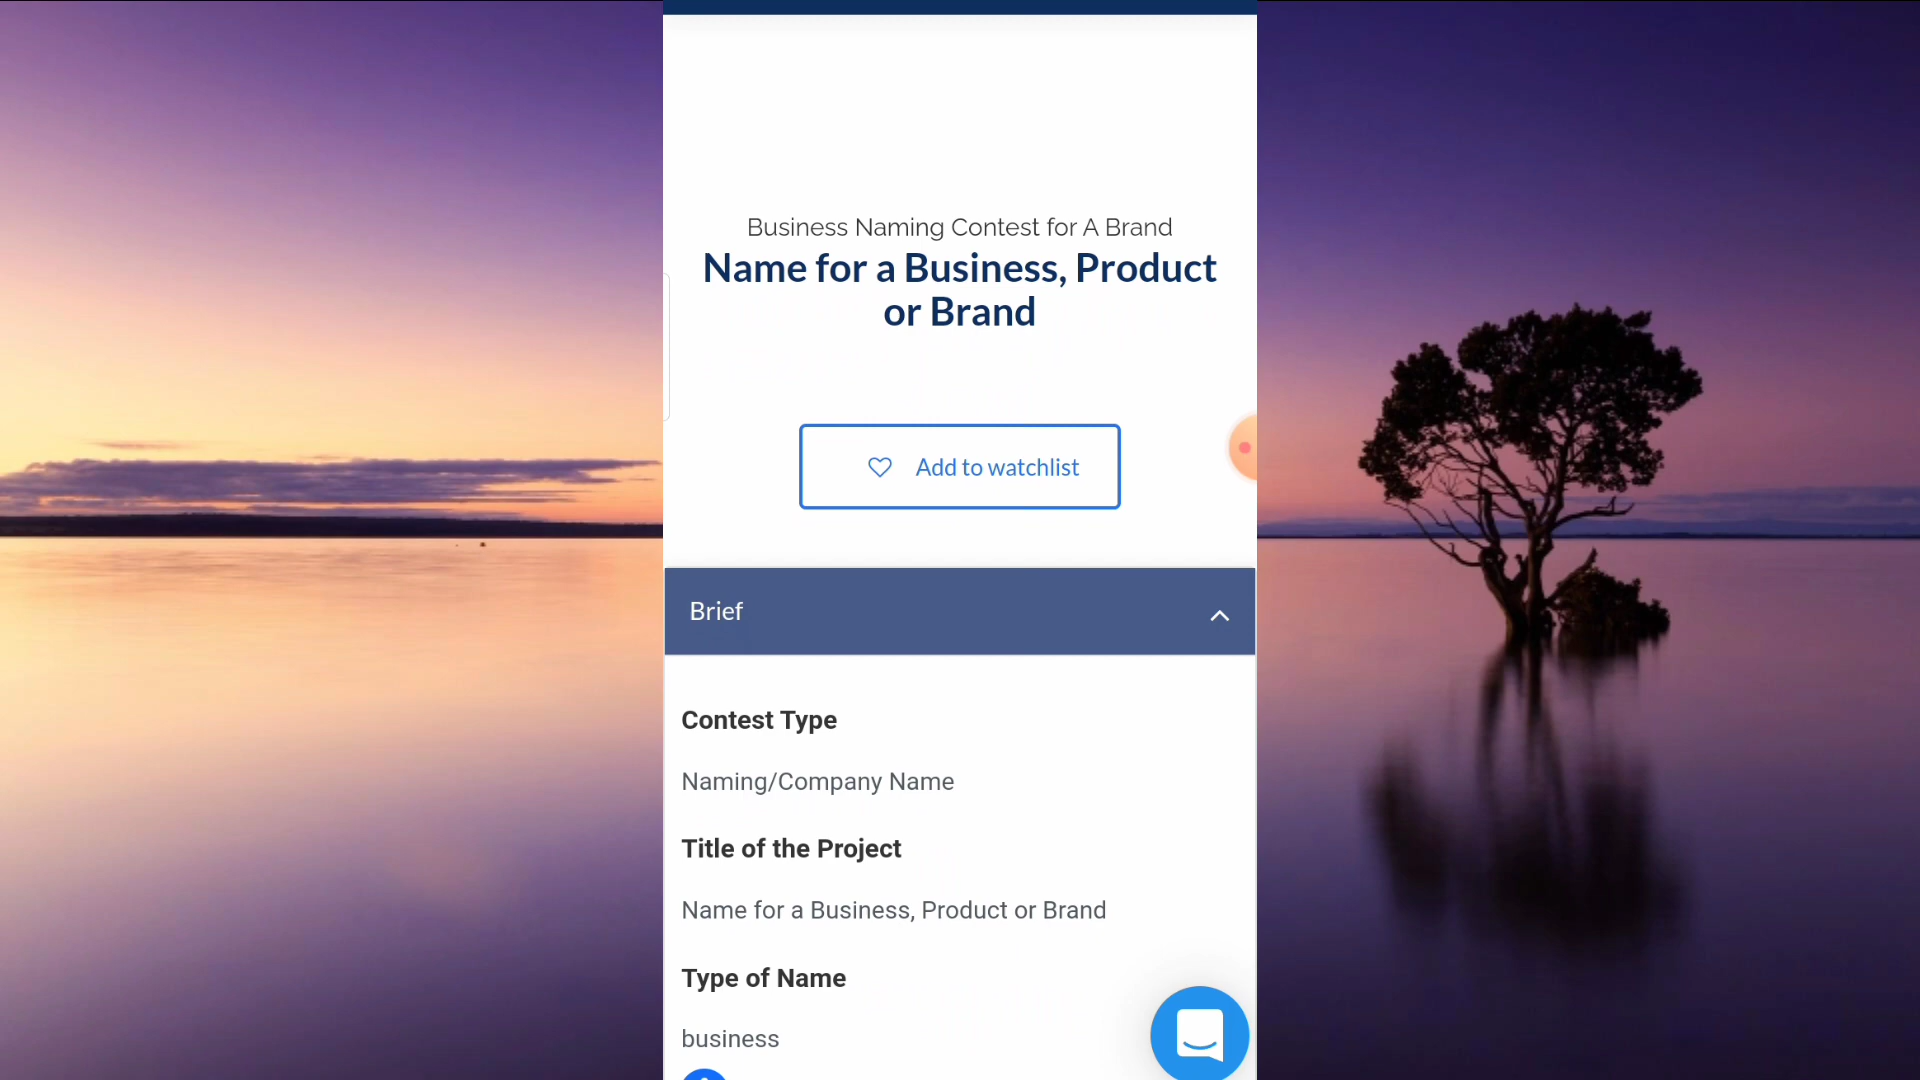 Business Naming Contest for A Brand
Name for a Business, Product
or Brand
Add to watchlist
Brief
Contest Type
Naming/Company Name
Title of the Project
Name for a Business, Product or Brand
Type of Name
business